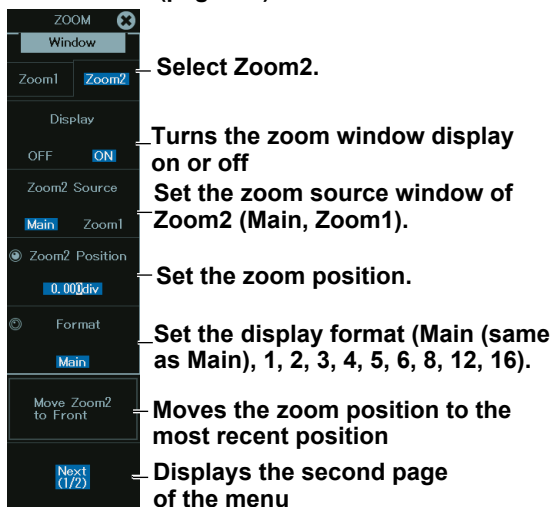 ZOOM
Window
Zoom1 Zoom2
Select Zoom2.
Display
OFF ON
Turns the zoom window display
on or off
Zoom2 Source
Main Zoom1
Set the zoom source window of
Zoom2 (Main, Zoom1).
Zoom2 Position
0.000div
Set the zoom position.
Format
Main
Set the display format (Main (same
as Main), 1, 2, 3, 4, 5, 6, 8, 12, 16).
Move Zoom2
to Front
Moves the zoom position to the
most recent position
Next
(1/2)
Displays the second page
of the menu